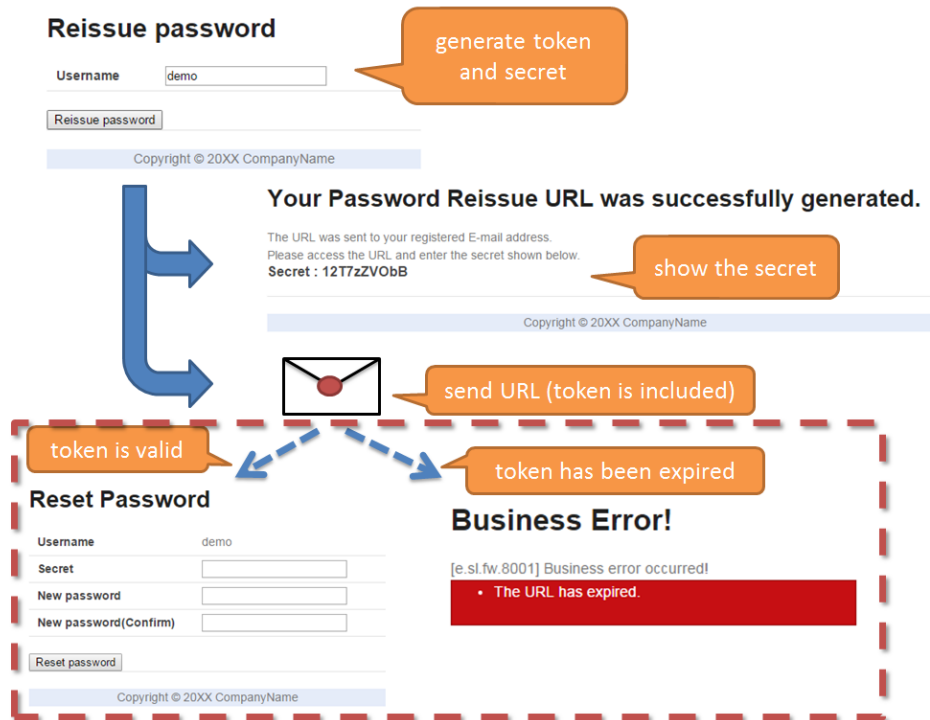 Reissue password
generate token
and secret
Username demo
Reissue password
Copyright © 20XX CompanyName
Your Password Reissue URL was successfully generated.
The URL was sent to your registered E-mail address.
Please access the URL and enter the secret shown below.
Secret : 12T7zZVObB
show the secret
Copyright © 20XX CompanyName
send URL (token is included)
token is valid
token has been expired
Reset Password
Username demo
Secret
New password
New password(Confirm)
Reset password
Copyright © 20XX CompanyName
Business Error!
[e.sl.fw.8001] Business error occurred!
• The URL has expired.